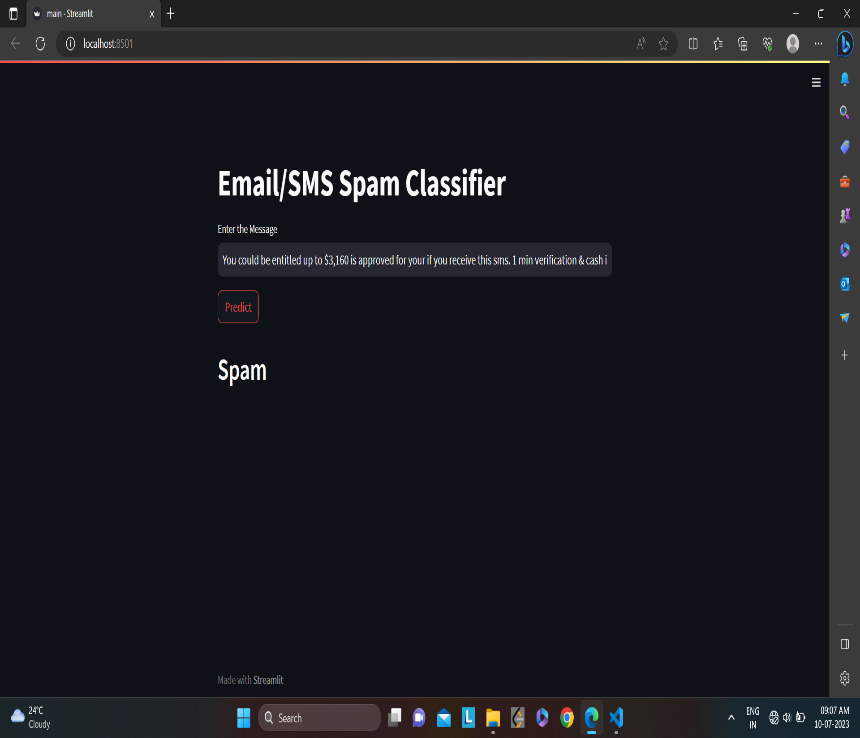 main · Streamlit
localhost:8501
Email/SMS Spam Classifier
Enter the Message
You could be entitled up to $3,160 is approved for your if you receive this sms. 1 min verification & cash i
Predict
Spam
Made with Streamlit
24°C
Cloudy
Search
ENG
IN
09:07 AM
10-07-2023